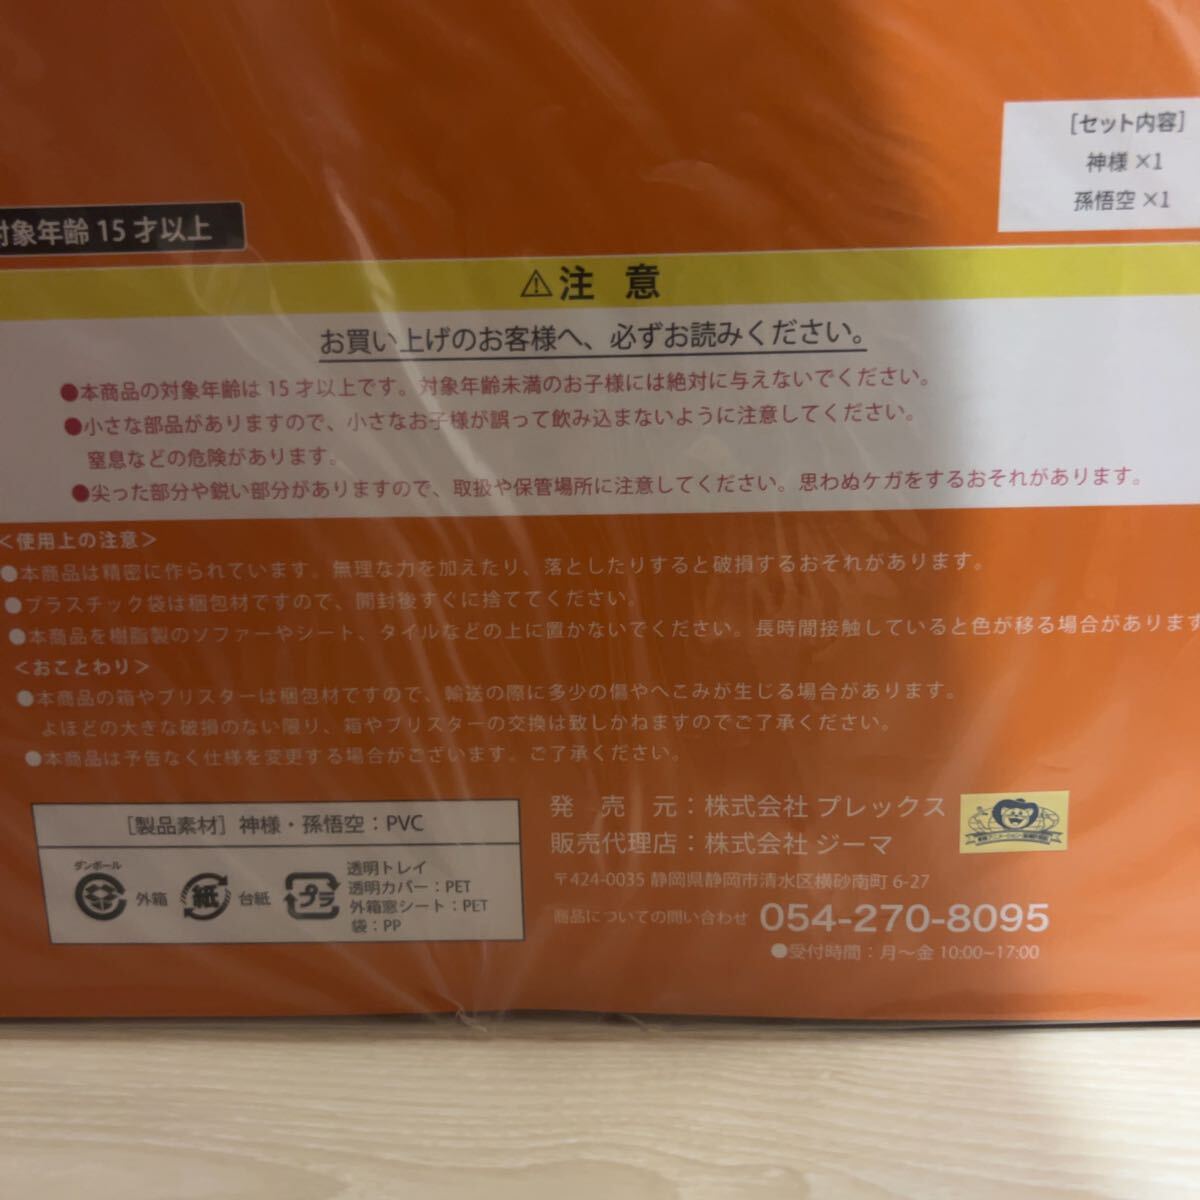 [セット内容]
神様×1
孫悟空×1
対象年齢15才以上
⚠注 意
お買い上げのお客様へ、必ずお読みください。
●本商品の対象年齢は15才以上です。対象年齢未満のお子様には絶対に与えないでください。
●小さな部品がありますので、小さなお子様が誤って飲み込まないように注意してください。
窒息などの危険があります。
●尖った部分や鋭い部分がありますので、取扱や保管場所に注意してください。思わぬケガをするおそれがあります。
<使用上の注意>
●本商品は精密に作られています。無理な力を加えたり、落としたりすると破損するおそれがあります。
●プラスチック袋は梱包材ですので、開封後すぐに捨ててください。
●本商品を樹脂製のソファーやシート、タイルなどの上に置かないでください。長時間接触していると色が移る場合があります
<おことわり>
●本商品の箱やブリスターは梱包材ですので、輸送の際に多少の傷やへこみが生じる場合があります。
よほどの大きな破損のない限り、箱やブリスターの交換は致しかねますのでご了承ください。
●本商品は予告なく仕様を変更する場合がございます。ご了承ください。
[製品素材] 神様・孫悟空：PVC
ダンボール
外箱
紙
台紙
プラ
透明トレイ
透明カバー：PET
外箱窓シート：PET
袋：PP
発 売 元：株式会社 プレックス
販売代理店：株式会社 ジーマ
〒424-0035 静岡県静岡市清水区横砂南町 6-27
商品についての問い合わせ 054-270-8095
●受付時間：月～金 10:00~17:00